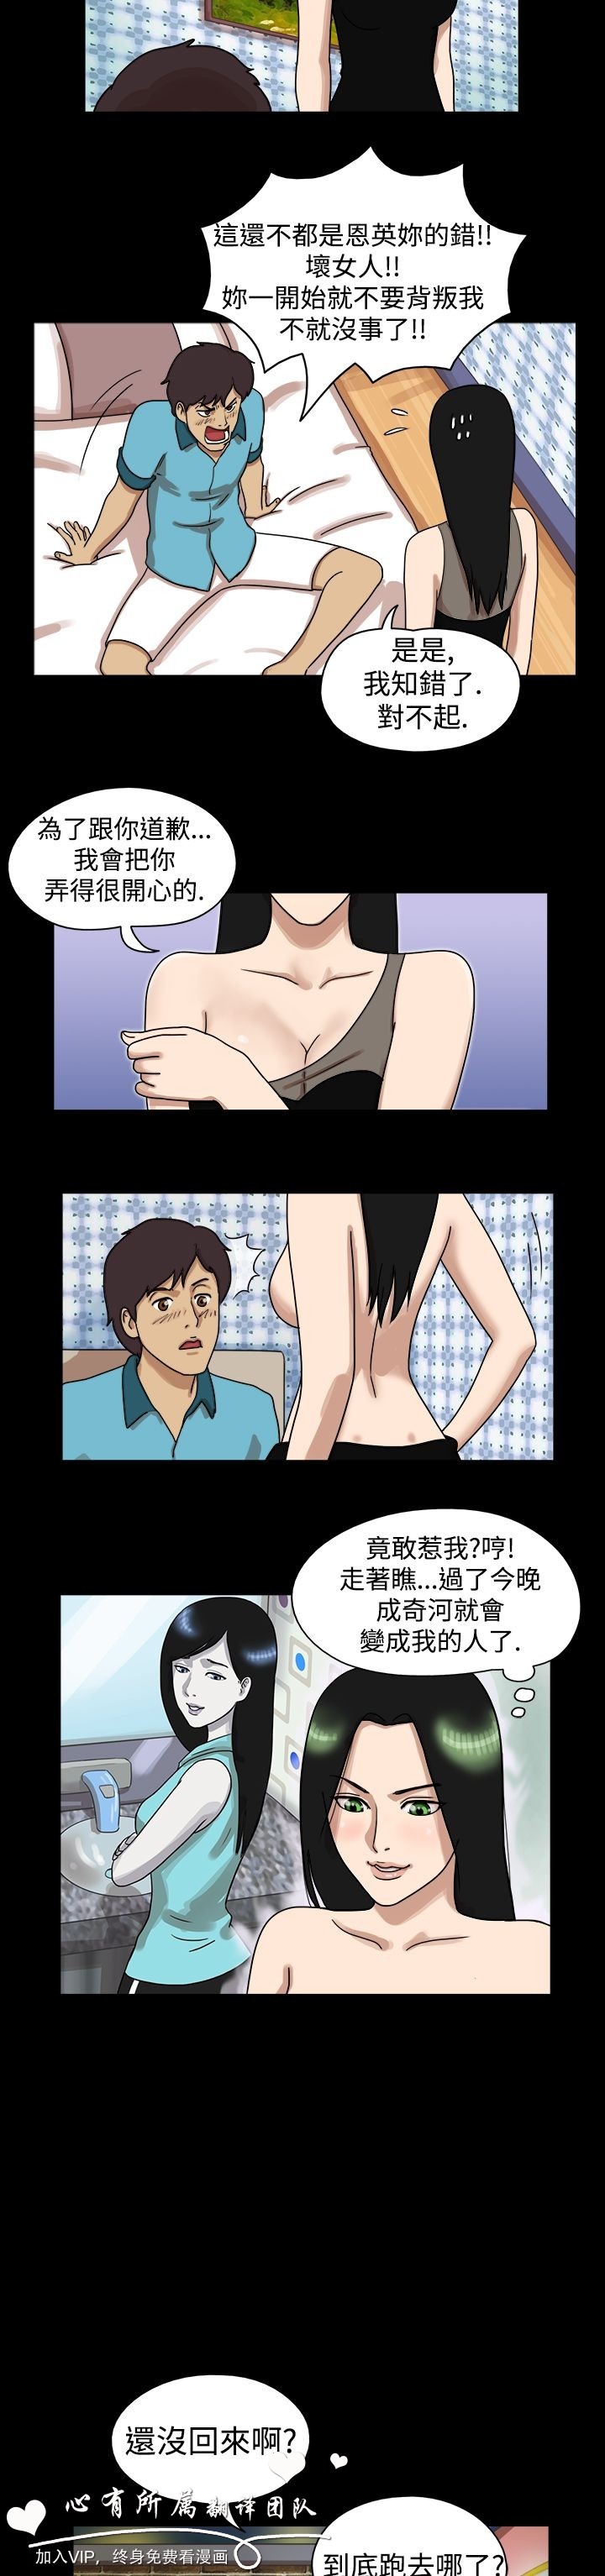 這還不都是恩英妳的錯!!
壞女人!!
妳一開始就不要背叛我
不就沒事了!!
是是,
我知錯了.
對不起.
為了跟你道歉...
我會把你
弄得很開心的.
竟敢惹我?哼!
走著瞧...過了今晚
成奇河就會
變成我的人了.
還沒回來啊?
心有所属翻译团队
加入VIP，终身免费看漫画
到底跑去哪了?